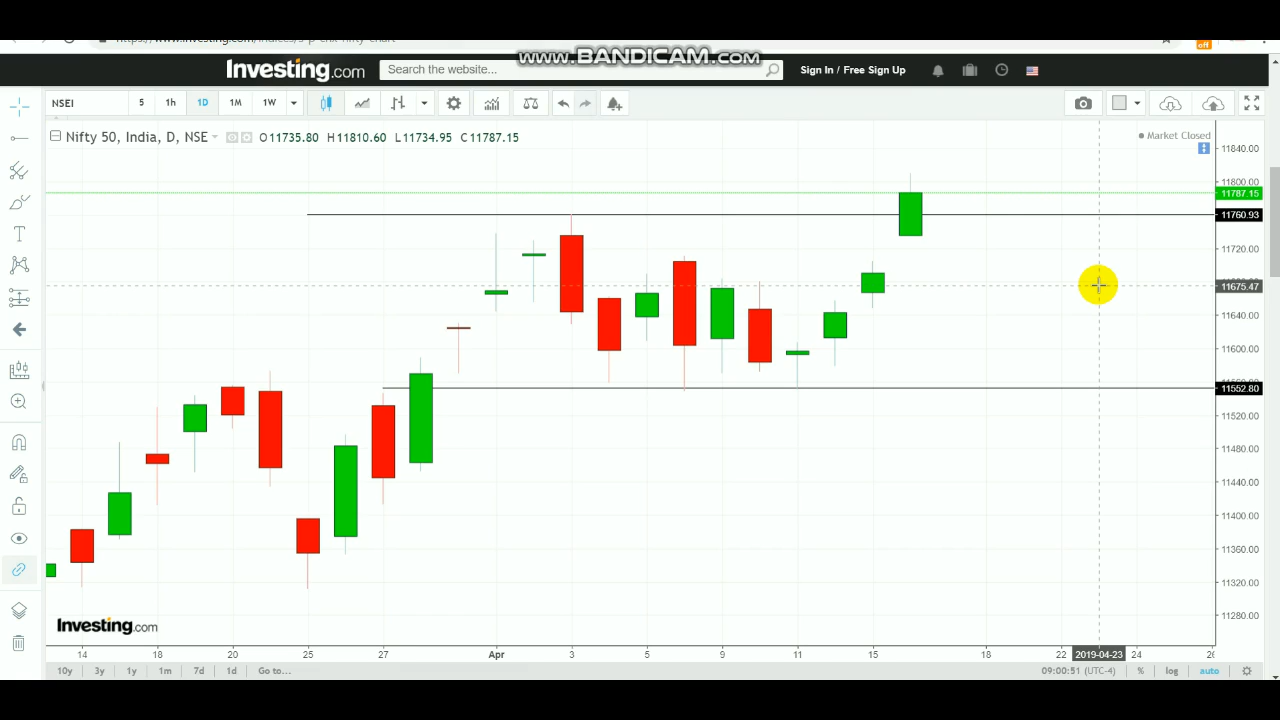 www.BANDICAM.com
off
Investing.com
Search the website...
Sign In / Free Sign Up
NSEI
5
1h
1D
1M
1W
Nifty 50, India, D, NSE
O11735.80 H11810.60 L11734.95 C11787.15
Market Closed
11840.00
11800.00
11787.15
11760.93
11720.00
11675.47
11640.00
11600.00
11552.80
11520.00
11480.00
11440.00
11400.00
11360.00
11320.00
11280.00
T
Investing.com
14 18 20 25 27 Apr 3 5 9 11 15 18 22 2019-04-23 24
10y 3y 1y 1m 7d 1d Go to... 09:00:51 (UTC-4) % log auto